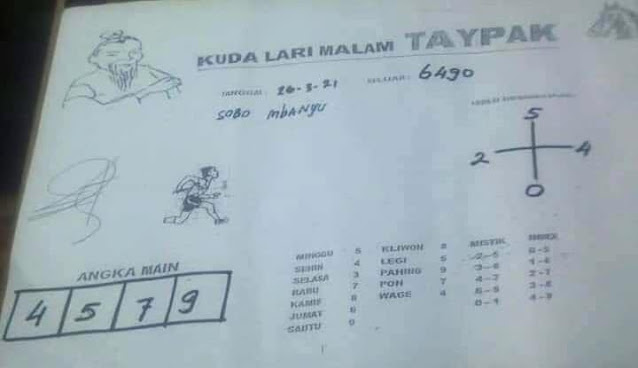 KUDA LARI MALAM TAYPAK
TANGGAL: 26-3-21
KELUAR: 6490
SOBO MBANYU
5
2 4
0
ANGKA MAIN
4 5 7 9
MINGGU 5 KLIWON 8 MISTIK INDEX
SENIN 4 LEGI 5 2-5 0-5
SELASA 3 PAHING 9 3-6 1-6
RABU 7 PON 7 4-7 2-7
KAMIS 8 WAGE 4 3-8
JUMAT 6 0-1 4-9
SABTU 9